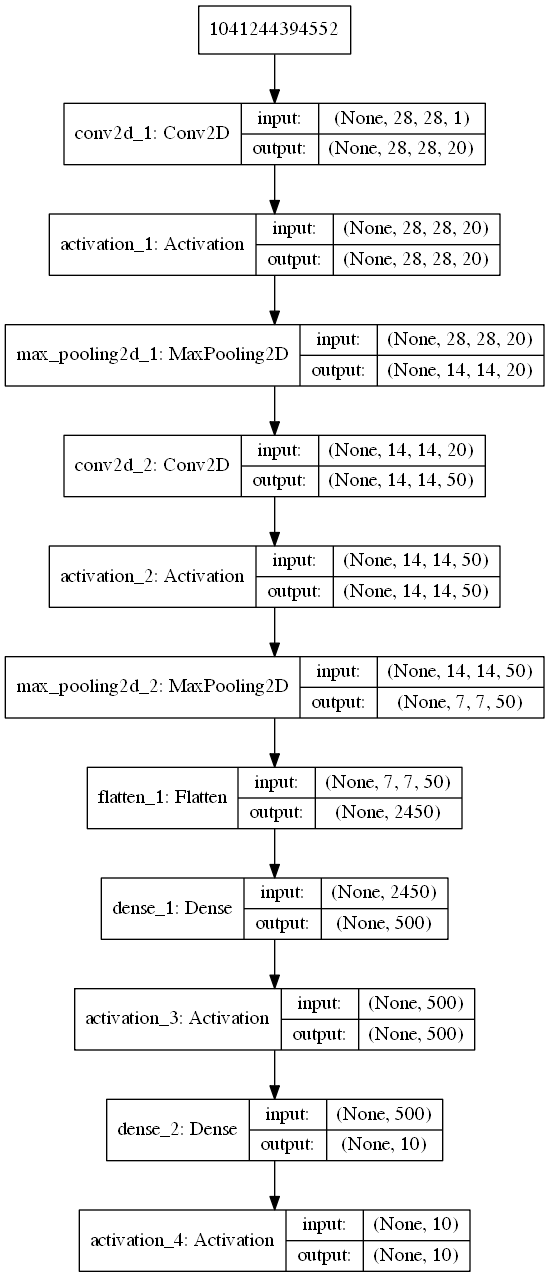 1041244394552
conv2d_1: Conv2D
input: (None, 28, 28, 1)
output: (None, 28, 28, 20)
activation_1: Activation
input: (None, 28, 28, 20)
output: (None, 28, 28, 20)
max_pooling2d_1: MaxPooling2D
input: (None, 28, 28, 20)
output: (None, 14, 14, 20)
conv2d_2: Conv2D
input: (None, 14, 14, 20)
output: (None, 14, 14, 50)
activation_2: Activation
input: (None, 14, 14, 50)
output: (None, 14, 14, 50)
max_pooling2d_2: MaxPooling2D
input: (None, 14, 14, 50)
output: (None, 7, 7, 50)
flatten_1: Flatten
input: (None, 7, 7, 50)
output: (None, 2450)
dense_1: Dense
input: (None, 2450)
output: (None, 500)
activation_3: Activation
input: (None, 500)
output: (None, 500)
dense_2: Dense
input: (None, 500)
output: (None, 10)
activation_4: Activation
input: (None, 10)
output: (None, 10)